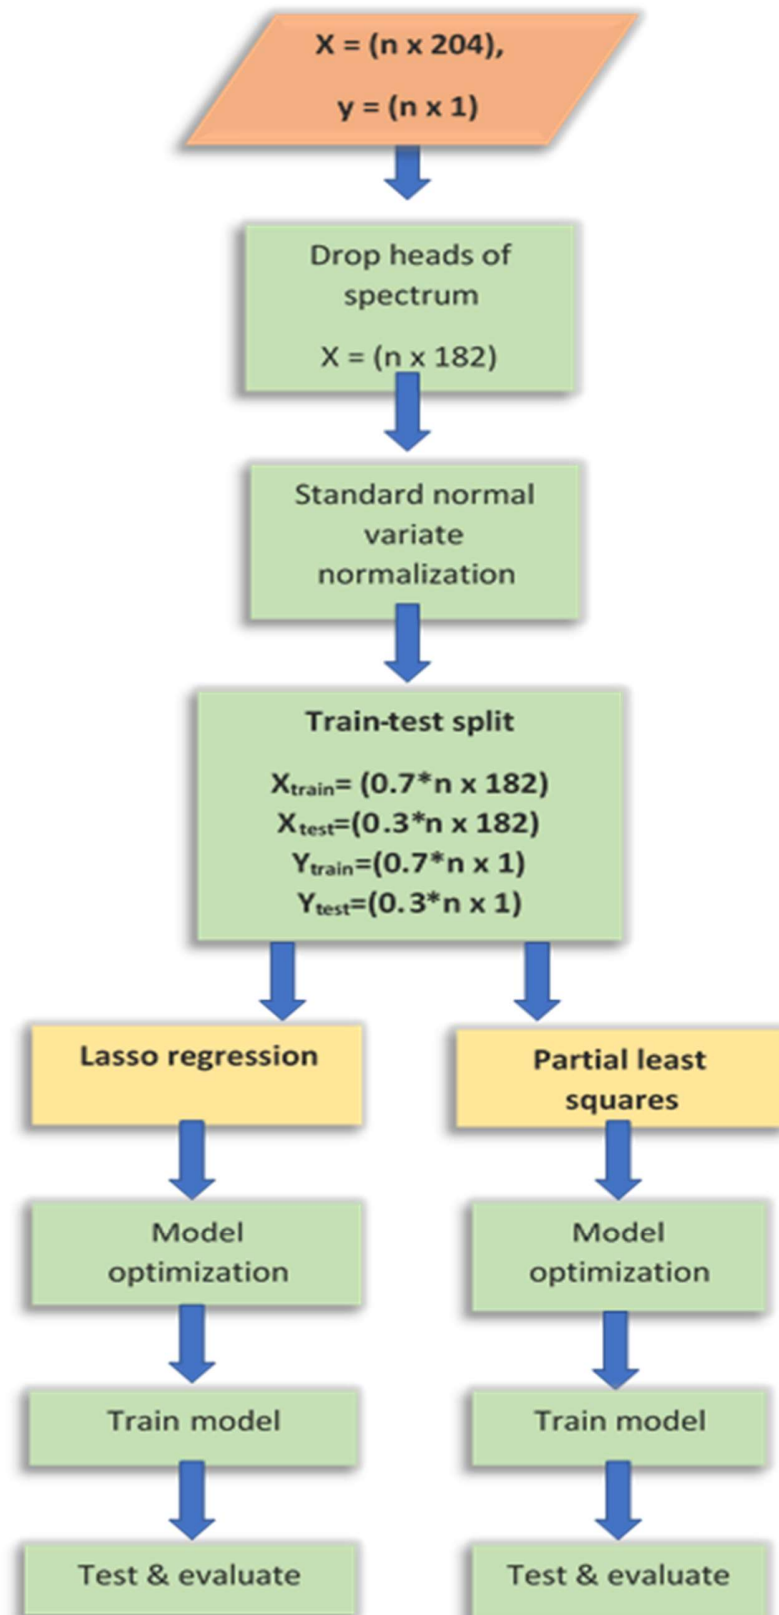 X = (n x 204),
y = (n x 1)
Drop heads of
spectrum
X = (n x 182)
Standard normal
variate
normalization
Train-test split
Xtrain= (0.7*n x 182)
Xtest=(0.3*n x 182)
Ytrain=(0.7*n x 1)
Ytest=(0.3*n x 1)
Lasso regression
Partial least
squares
Model
optimization
Model
optimization
Train model
Train model
Test & evaluate
Test & evaluate